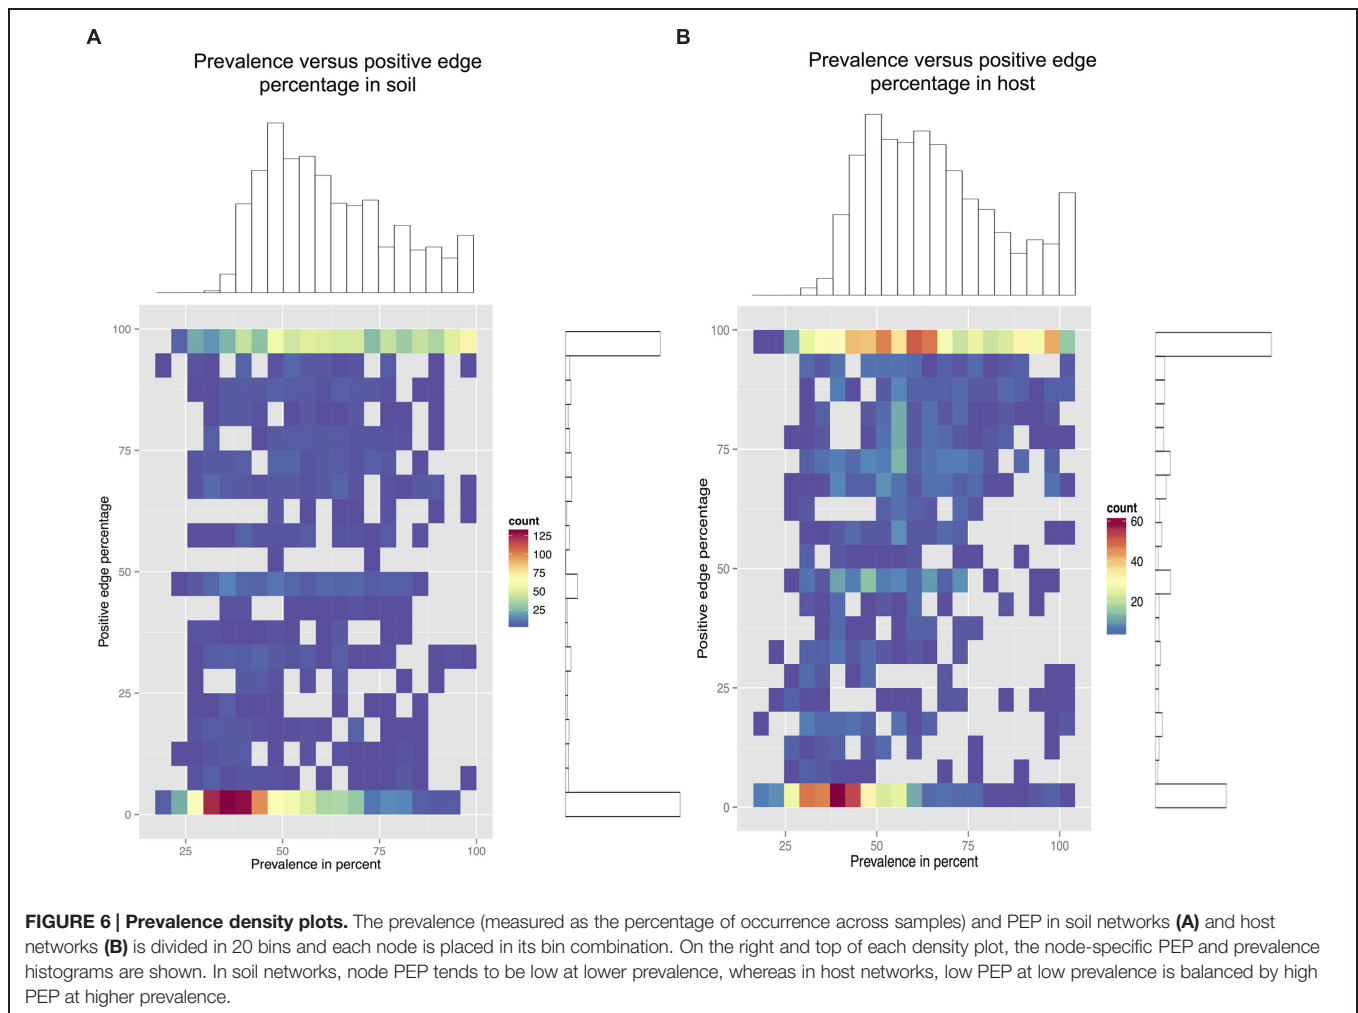 A
Prevalence versus positive edge
percentage in soil
100
75
50
25
0
Positive edge percentage
25
50
75
100
Prevalence in percent
count
125
100
75
50
25
B
Prevalence versus positive edge
percentage in host
100
75
50
25
0
Positive edge percentage
25
50
75
100
Prevalence in percent
count
60
40
20
FIGURE 6 | Prevalence density plots. The prevalence (measured as the percentage of occurrence across samples) and PEP in soil networks (A) and host
networks (B) is divided in 20 bins and each node is placed in its bin combination. On the right and top of each density plot, the node-specific PEP and prevalence
histograms are shown. In soil networks, node PEP tends to be low at lower prevalence, whereas in host networks, low PEP at low prevalence is balanced by high
PEP at higher prevalence.